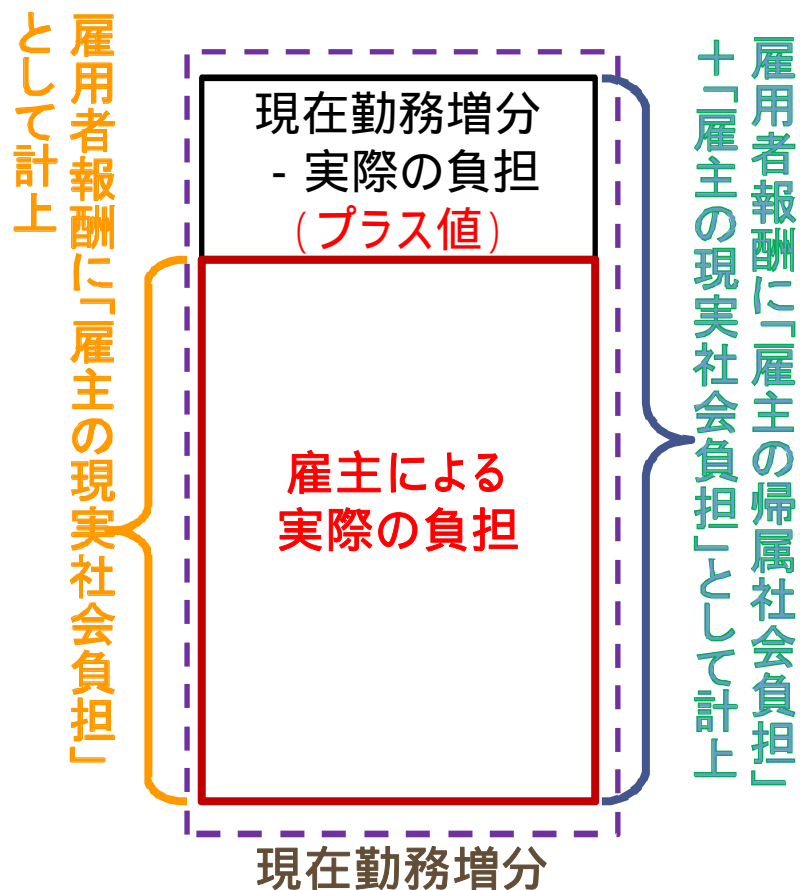 雇用者報酬に「雇主の現実社会負担」
として計上
現在勤務増分
- 実際の負担
(プラス値)
雇主による
実際の負担
雇用者報酬に「雇主の帰属社会負担」
+「雇主の現実社会負担」として計上
現在勤務増分